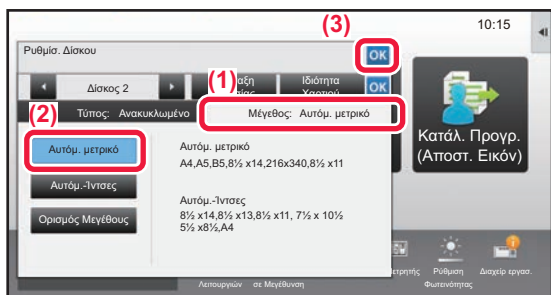 (3)
10:15
Ρυθμίσ. Δίσκου
OK
(1)
Δίσκος 2
Ιδιότητα
Χαρτιού
OK
(2)
Τύπος: Ανακυκλωμένο
Μέγεθος: Αυτόμ. μετρικό
Αυτόμ. μετρικό
Αυτόμ. μετρικό
A4,A5,B5,8½ x14,216x340,8½ x11
Αυτόμ.-Ίντσες
Αυτόμ.-Ίντσες
8½ x14,8½ x13,8½ x11, 7½ x 10½
5½ x8½,A4
Ορισμός Μεγέθους
Κατάλ. Προγρ.
(Αποστ. Εικόν)
Ρύθμιση
Φωτεινότητας
Διαχείρ εργασ.
Λειτουργιών σε Μεγέθυνση